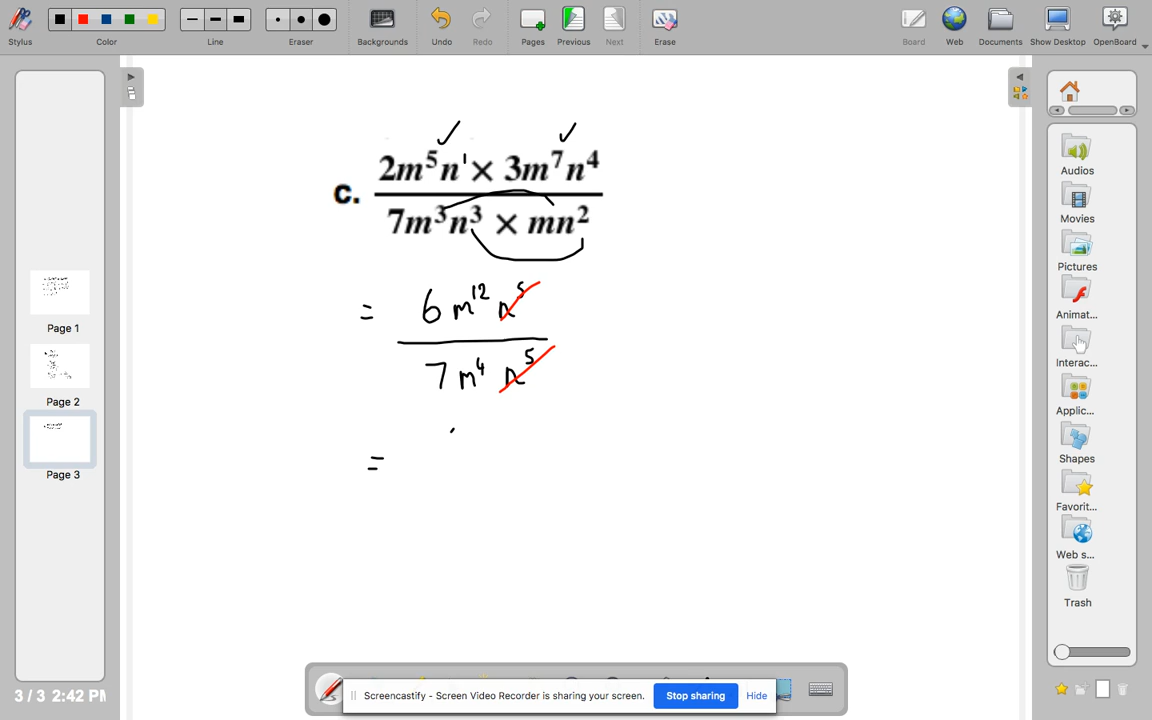 Stylus Color Line Eraser Backgrounds Undo Redo Pages Previous Next Erase Board Web Documents Show Desktop OpenBoard
Page 1
Page 2
Page 3
c. 2m⁵n¹ × 3m⁷n⁴
7m³n³ × mn²
= 6m¹²n⁵
7m⁴n⁵
=
Audios
Movies
Pictures
Animat...
Interac...
Applic...
Shapes
Favorit...
Web s...
Trash
3 / 3 2:42 PM
Screencastify - Screen Video Recorder is sharing your screen. Stop sharing Hide